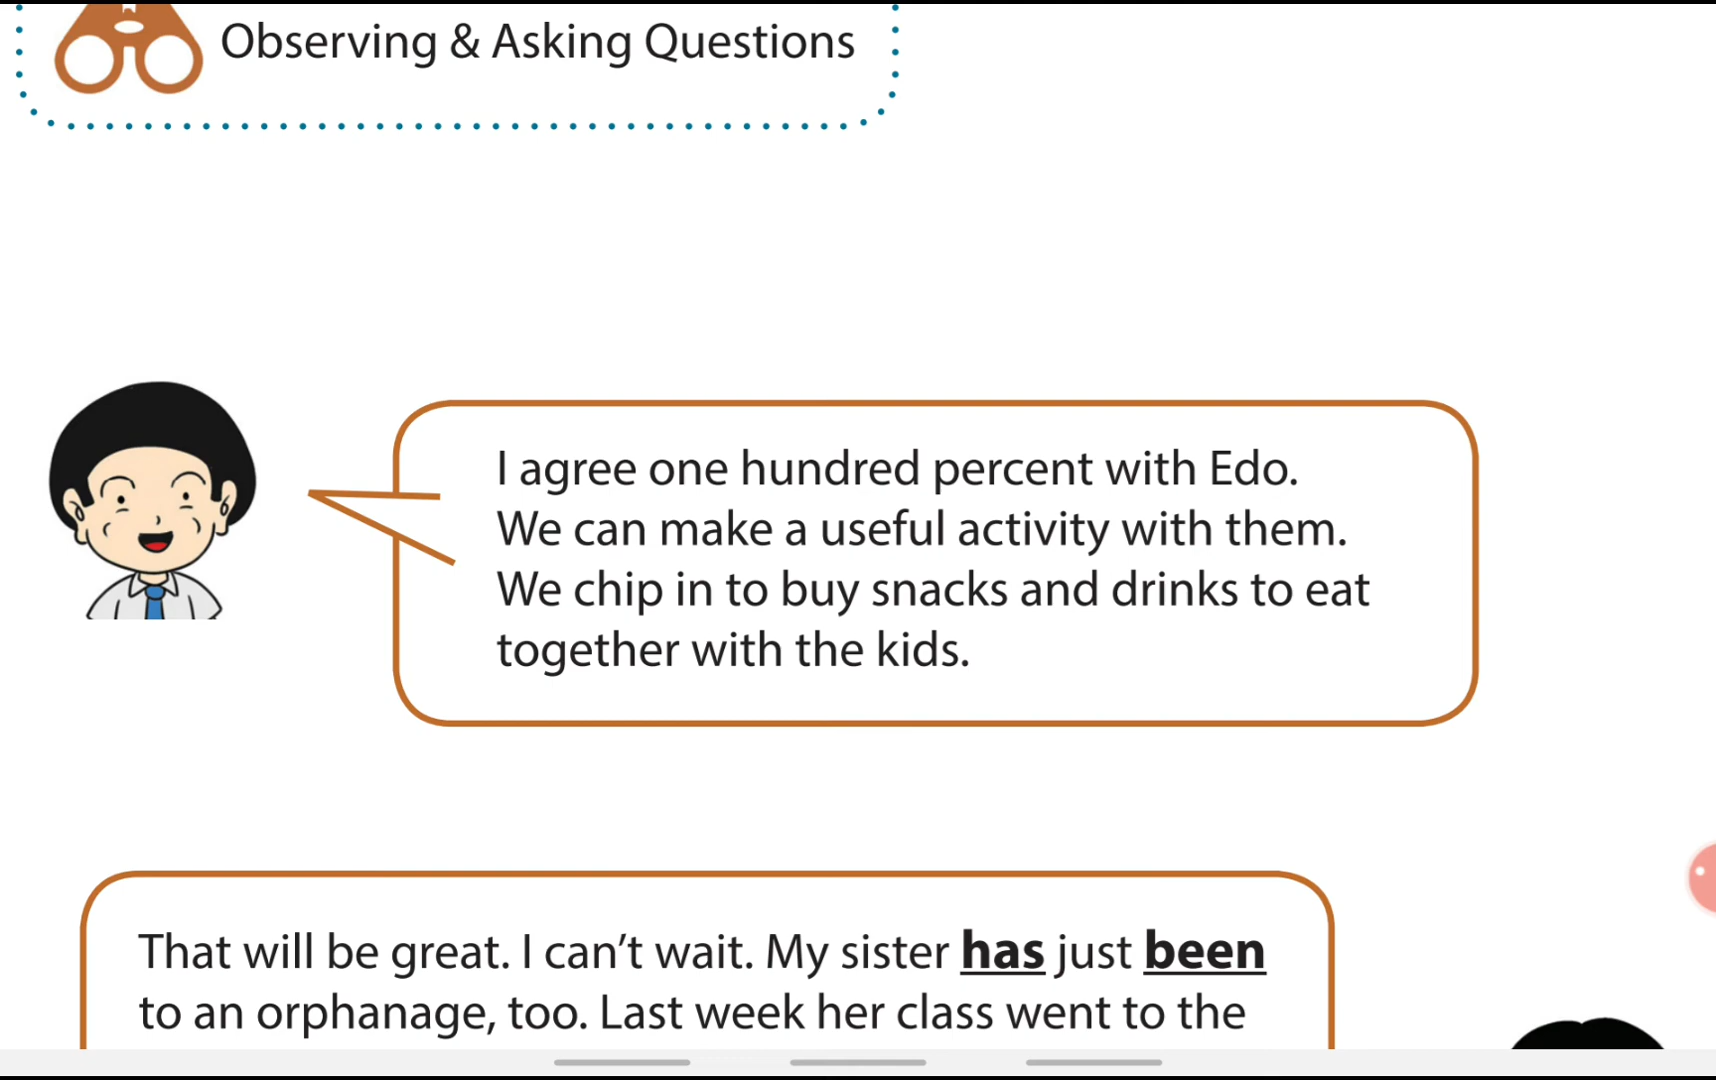 Observing & Asking Questions
I agree one hundred percent with Edo.
We can make a useful activity with them.
We chip in to buy snacks and drinks to eat
together with the kids.
That will be great. I can’t wait. My sister has just been
to an orphanage, too. Last week her class went to the